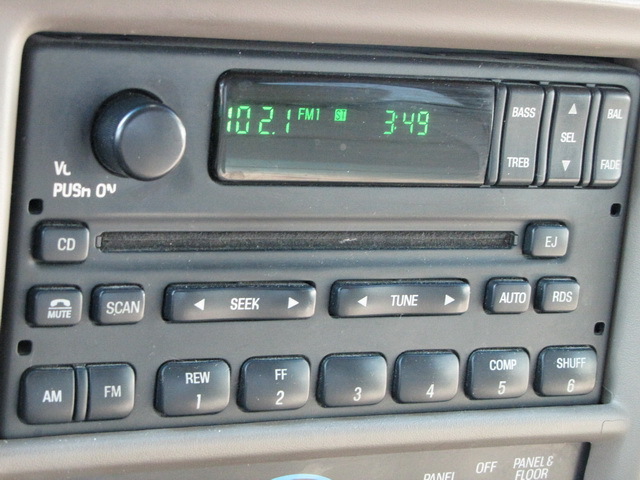 102.1 FM1 ST 3:49
BASS
TREB
SEL
BAL
FADE
PUSH ON
CD
EJ
MUTE
SCAN
SEEK
TUNE
AUTO
RDS
AM
FM
REW
1
FF
2
3
4
COMP
5
SHUFF
6
PANEL
OFF
PANEL &
FLOOR